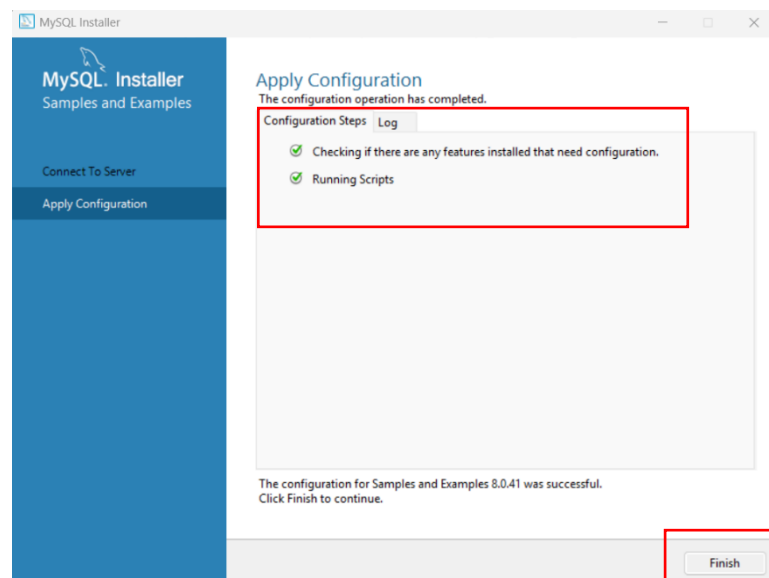 MySQL Installer
MySQL. Installer
Samples and Examples
Connect To Server
Apply Configuration
Apply Configuration
The configuration operation has completed.
Configuration Steps Log
Checking if there are any features installed that need configuration.
Running Scripts
The configuration for Samples and Examples 8.0.41 was successful.
Click Finish to continue.
Finish